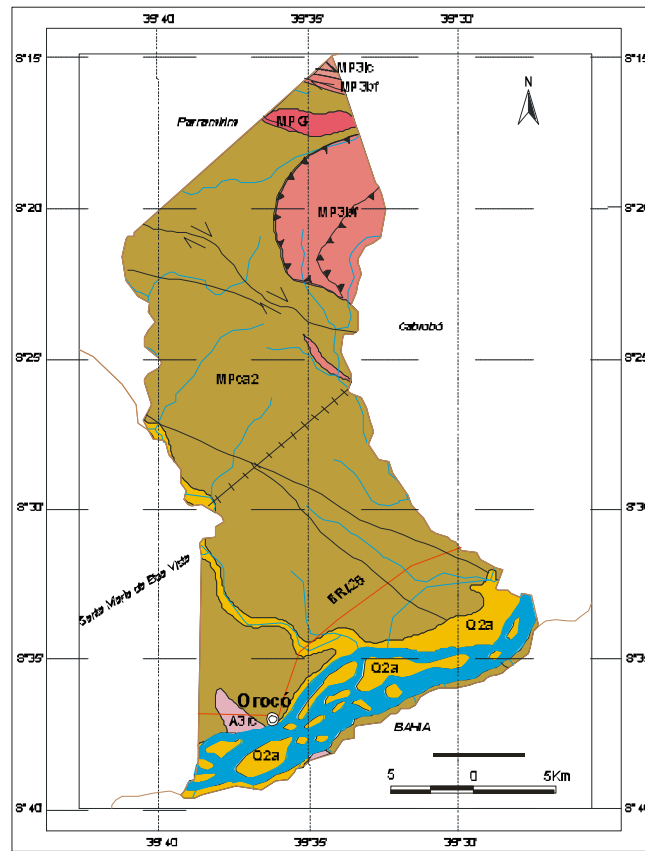 39°40 39°35 39°30
8°15' 8°15'
MP3lc
MP3bf
N
Parnamirim
MPGF
8°20 8°20
MP3bf
Cabrobó
8°25 8°25
MPca2
8°30 8°30
Santa Maria da Boa Vista
BR428
Q2a
8°35 8°35
Q2a
Orocó
A3rc
BAHIA
Q2a
5 0 5Km
8°40 8°40
39°40 39°35 39°30